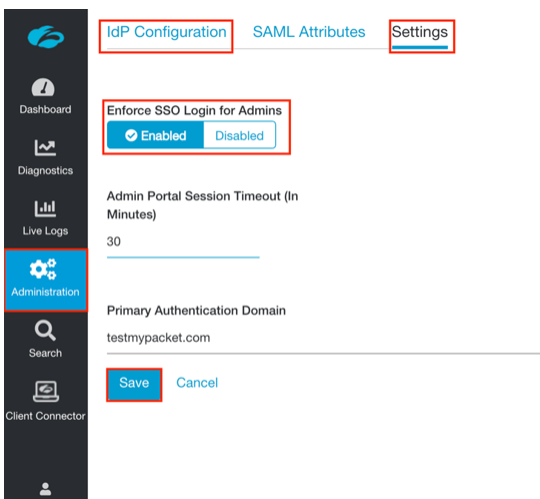 IdP Configuration SAML Attributes Settings
Dashboard
Diagnostics
Live Logs
Administration
Search
Client Connector
Enforce SSO Login for Admins
Enabled Disabled
Admin Portal Session Timeout (In
Minutes)
30
Primary Authentication Domain
testmypacket.com
Save Cancel